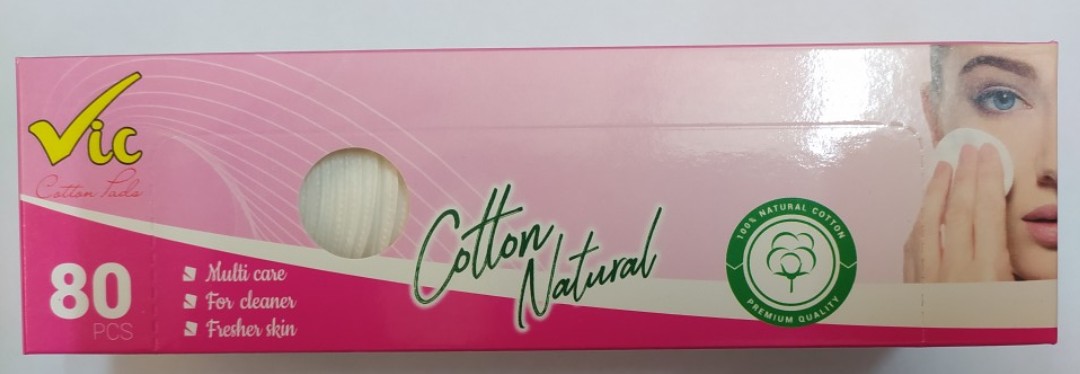 Vic
Cotton Pads
80
PCS
Multi care
For cleaner
Fresher skin
Cotton
Natural
100% NATURAL COTTON
PREMIUM QUALITY